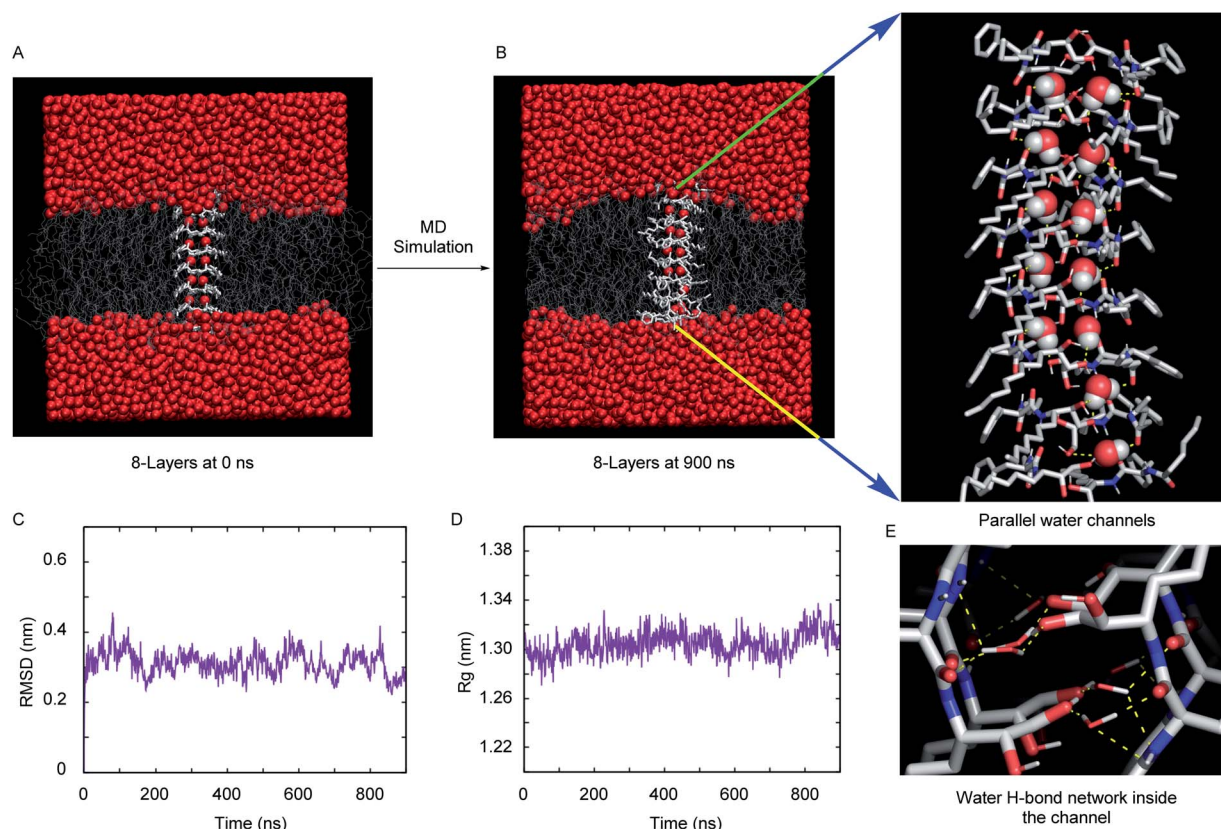 A
B
MD
Simulation
8-Layers at 0 ns
8-Layers at 900 ns
Parallel water channels
C
RMSD (nm)
0.6
0.4
0.2
0
0 200 400 600 800
Time (ns)
D
Rg (nm)
1.38
1.34
1.30
1.26
1.22
0 200 400 600 800
Time (ns)
E
Water H-bond network inside
the channel